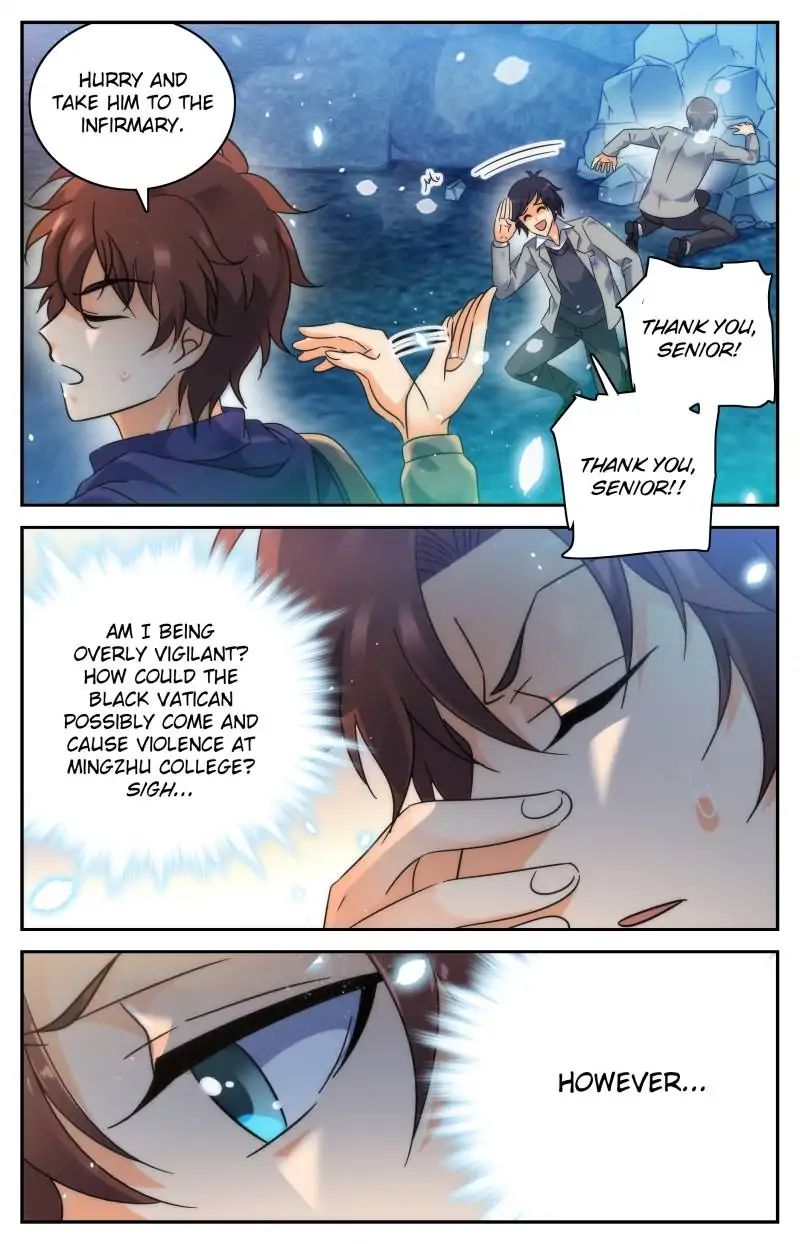 HURRY AND
TAKE HIM TO THE
INFIRMARY.
THANK YOU,
SENIOR!
THANK YOU,
SENIOR!!
AM I BEING
OVERLY VIGILANT?
HOW COULD THE
BLACK VATICAN
POSSIBLY COME AND
CAUSE VIOLENCE AT
MINGZHU COLLEGE?
SIGH...
HOWEVER...